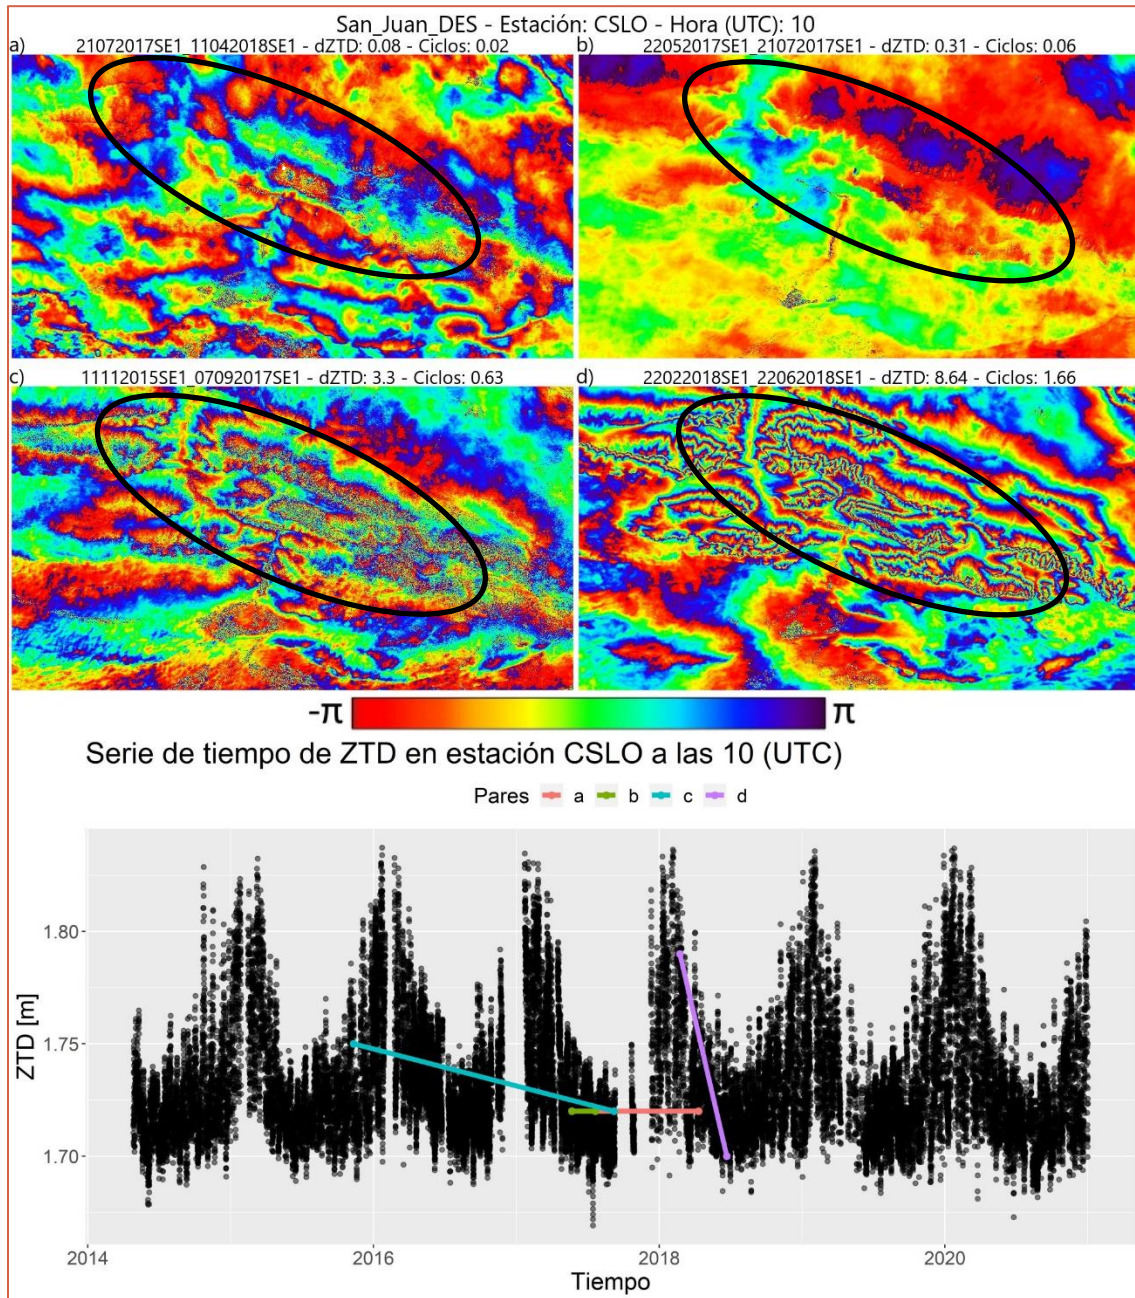 San_Juan_DES - Estación: CSLO - Hora (UTC): 10
a) 21072017SE1_11042018SE1 - dZTD: 0.08 - Ciclos: 0.02
b) 22052017SE1_21072017SE1 - dZTD: 0.31 - Ciclos: 0.06
c) 11112015SE1_07092017SE1 - dZTD: 3.3 - Ciclos: 0.63
d) 22022018SE1_22062018SE1 - dZTD: 8.64 - Ciclos: 1.66
-π π
Serie de tiempo de ZTD en estación CSLO a las 10 (UTC)
Pares a b c d
ZTD [m]
1.80
1.75
1.70
2014 2016 2018 2020
Tiempo